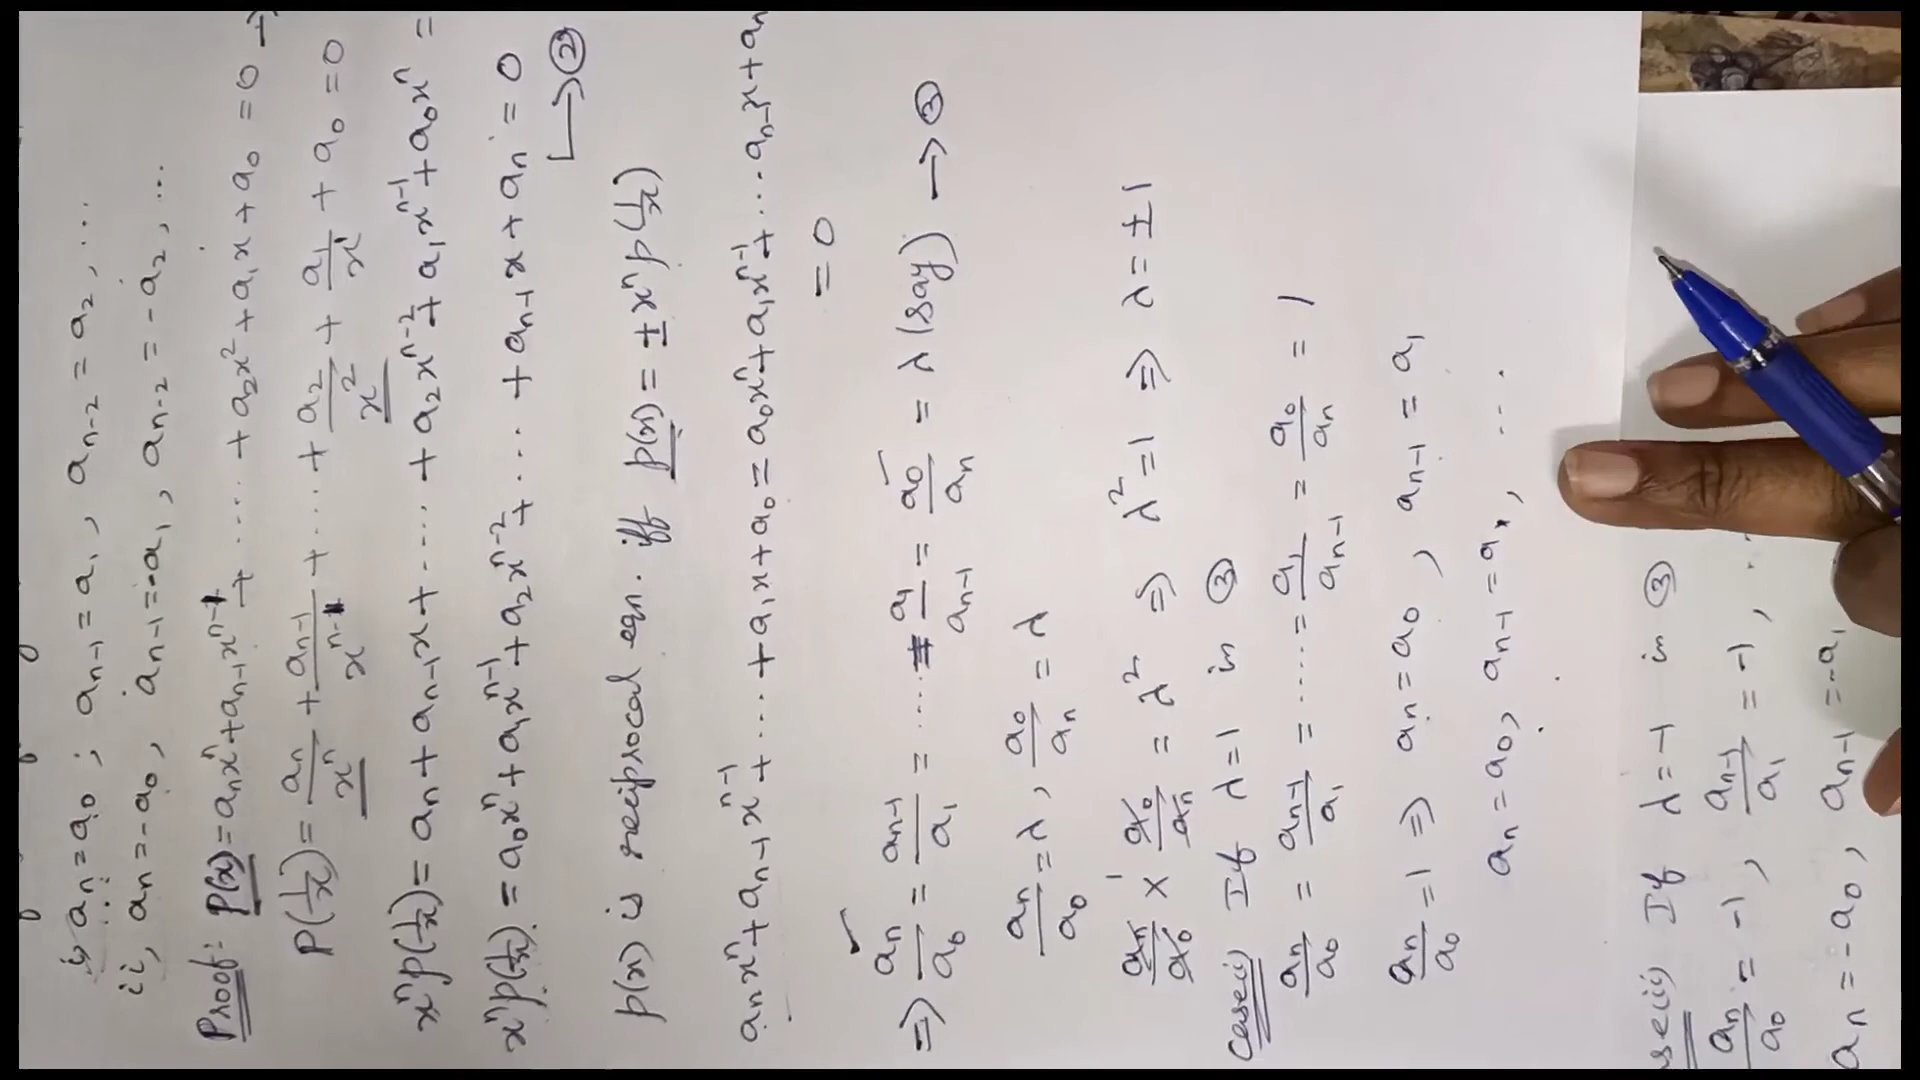 i, aₙ = a₀ ; aₙ₋₁ = a₁ , aₙ₋₂ = a₂ , ...
ii, aₙ = -a₀ , aₙ₋₁ = -a₁ , aₙ₋₂ = -a₂ , ...
Proof: P(x) = aₙxⁿ + aₙ₋₁xⁿ⁻¹ + .... + a₂x² + a₁x + a₀ = 0 →
P(1/x) = aₙ/xⁿ + aₙ₋₁/xⁿ⁻¹ + .... + a₂/x² + a₁/x + a₀ = 0
xⁿp(1/x) = aₙ + aₙ₋₁x + .... + a₂xⁿ⁻² + a₁xⁿ⁻¹ + a₀xⁿ =
xⁿp(1/x) = a₀xⁿ + a₁xⁿ⁻¹ + a₂xⁿ⁻² + .... + aₙ₋₁x + aₙ = 0
→ ②
p(x) is reciprocal eqn. iff p(x) = ± xⁿp(1/x)
aₙxⁿ + aₙ₋₁xⁿ⁻¹ + .... + a₁x + a₀ = a₀xⁿ + a₁xⁿ⁻¹ + ... aₙ₋₁x + aₙ
= 0
⇒ aₙ/a₀ = aₙ₋₁/a₁ = .... = a₁/aₙ₋₁ = a₀/aₙ = λ (say) → ③
aₙ/a₀ = λ , a₀/aₙ = λ
aₙ/a₀ × a₀/aₙ = λ² ⇒ λ² = 1 ⇒ λ = ± 1
Case i) If λ = 1 in ③
aₙ/a₀ = aₙ₋₁/a₁ = .... = a₁/aₙ₋₁ = a₀/aₙ = 1
aₙ/a₀ = 1 ⇒ aₙ = a₀ , aₙ₋₁ = a₁
aₙ = a₀ , aₙ₋₁ = a₁ , ....
se ii) If λ = -1 in ③
aₙ/a₀ = -1 , aₙ₋₁/a₁ = -1 , ..
aₙ = -a₀ , aₙ₋₁ = -a₁